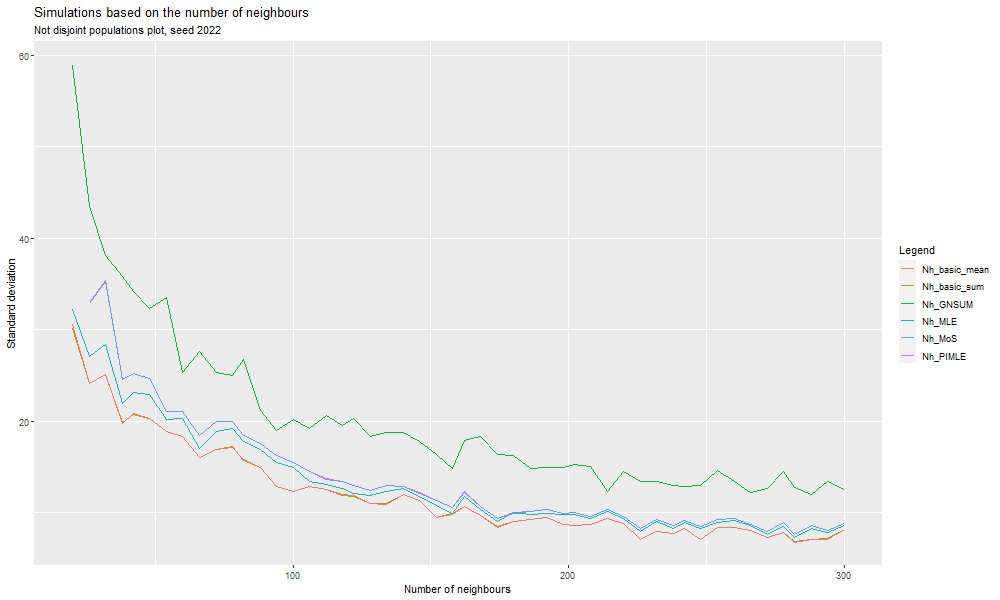 Simulations based on the number of neighbours
Not disjoint populations plot, seed 2022
60
40
20
Standard deviation
100
200
300
Number of neighbours
Legend
Nh_basic_mean
Nh_basic_sum
Nh_GNSUM
Nh_MLE
Nh_MoS
Nh_PIMLE